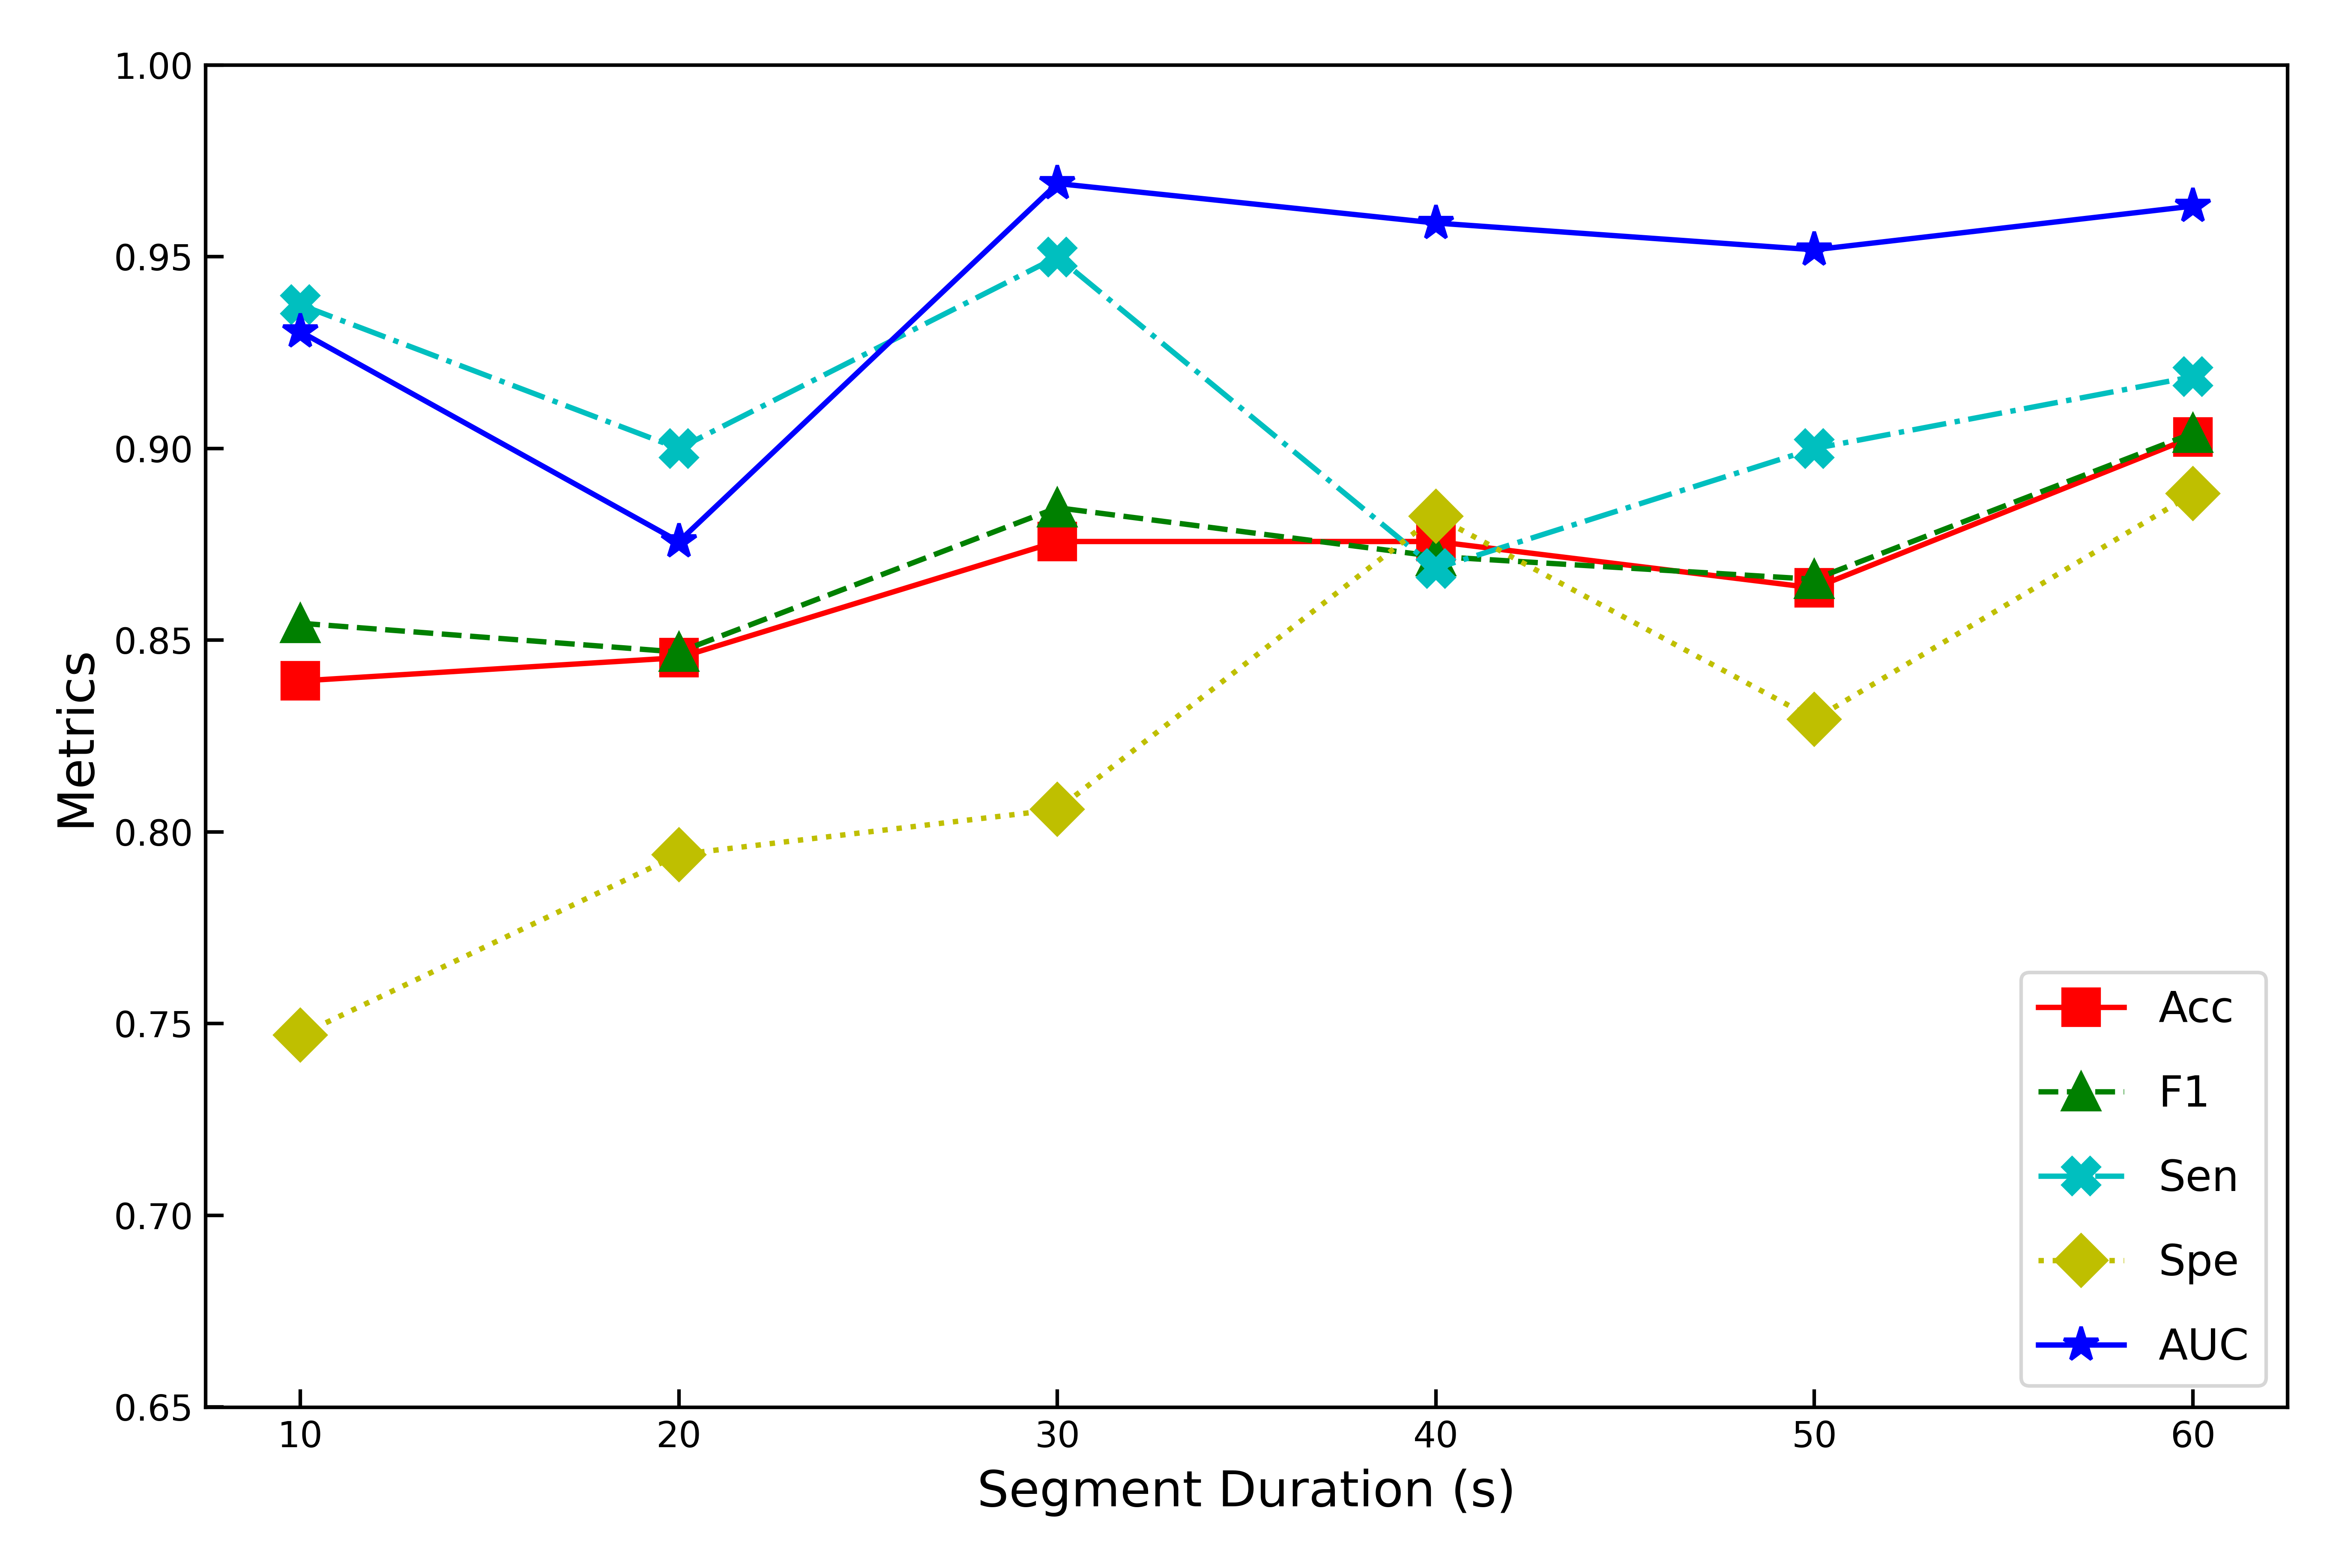 1.00
0.95
0.90
0.85
0.80
0.75
0.70
0.65
Metrics
10 20 30 40 50 60
Segment Duration (s)
Acc
F1
Sen
Spe
AUC